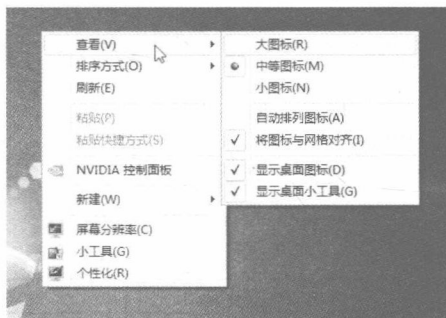 查看(V)
排序方式(O)
刷新(E)
粘贴(P)
粘贴快捷方式(S)
NVIDIA 控制面板
新建(W)
屏幕分辨率(C)
小工具(G)
个性化(R)
大图标(R)
中等图标(M)
小图标(N)
自动排列图标(A)
将图标与网格对齐(I)
显示桌面图标(D)
显示桌面小工具(G)